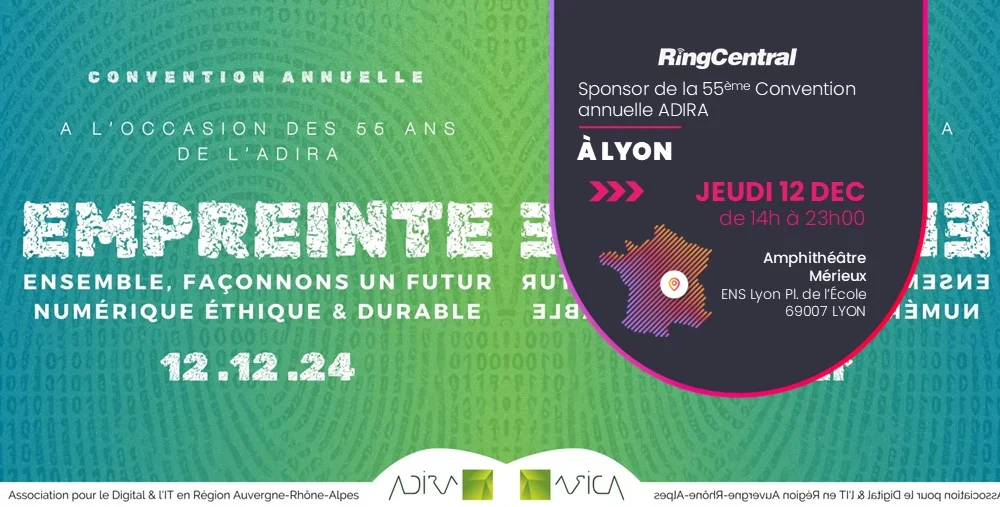 CONVENTION ANNUELLE
A L'OCCASION DES 55 ANS
DE L'ADIRA
EMPREINTE
ENSEMBLE, FAÇONNONS UN FUTUR
NUMÉRIQUE ÉTHIQUE & DURABLE
12.12.24
RingCentral
Sponsor de la 55ème Convention
annuelle ADIRA
À LYON
JEUDI 12 DEC
de 14h à 23h00
Amphithéâtre
Mérieux
ENS Lyon Pl. de l'École
69007 LYON
Association pour le Digital & l'IT en Région Auvergne-Rhône-Alpes
ADIRA